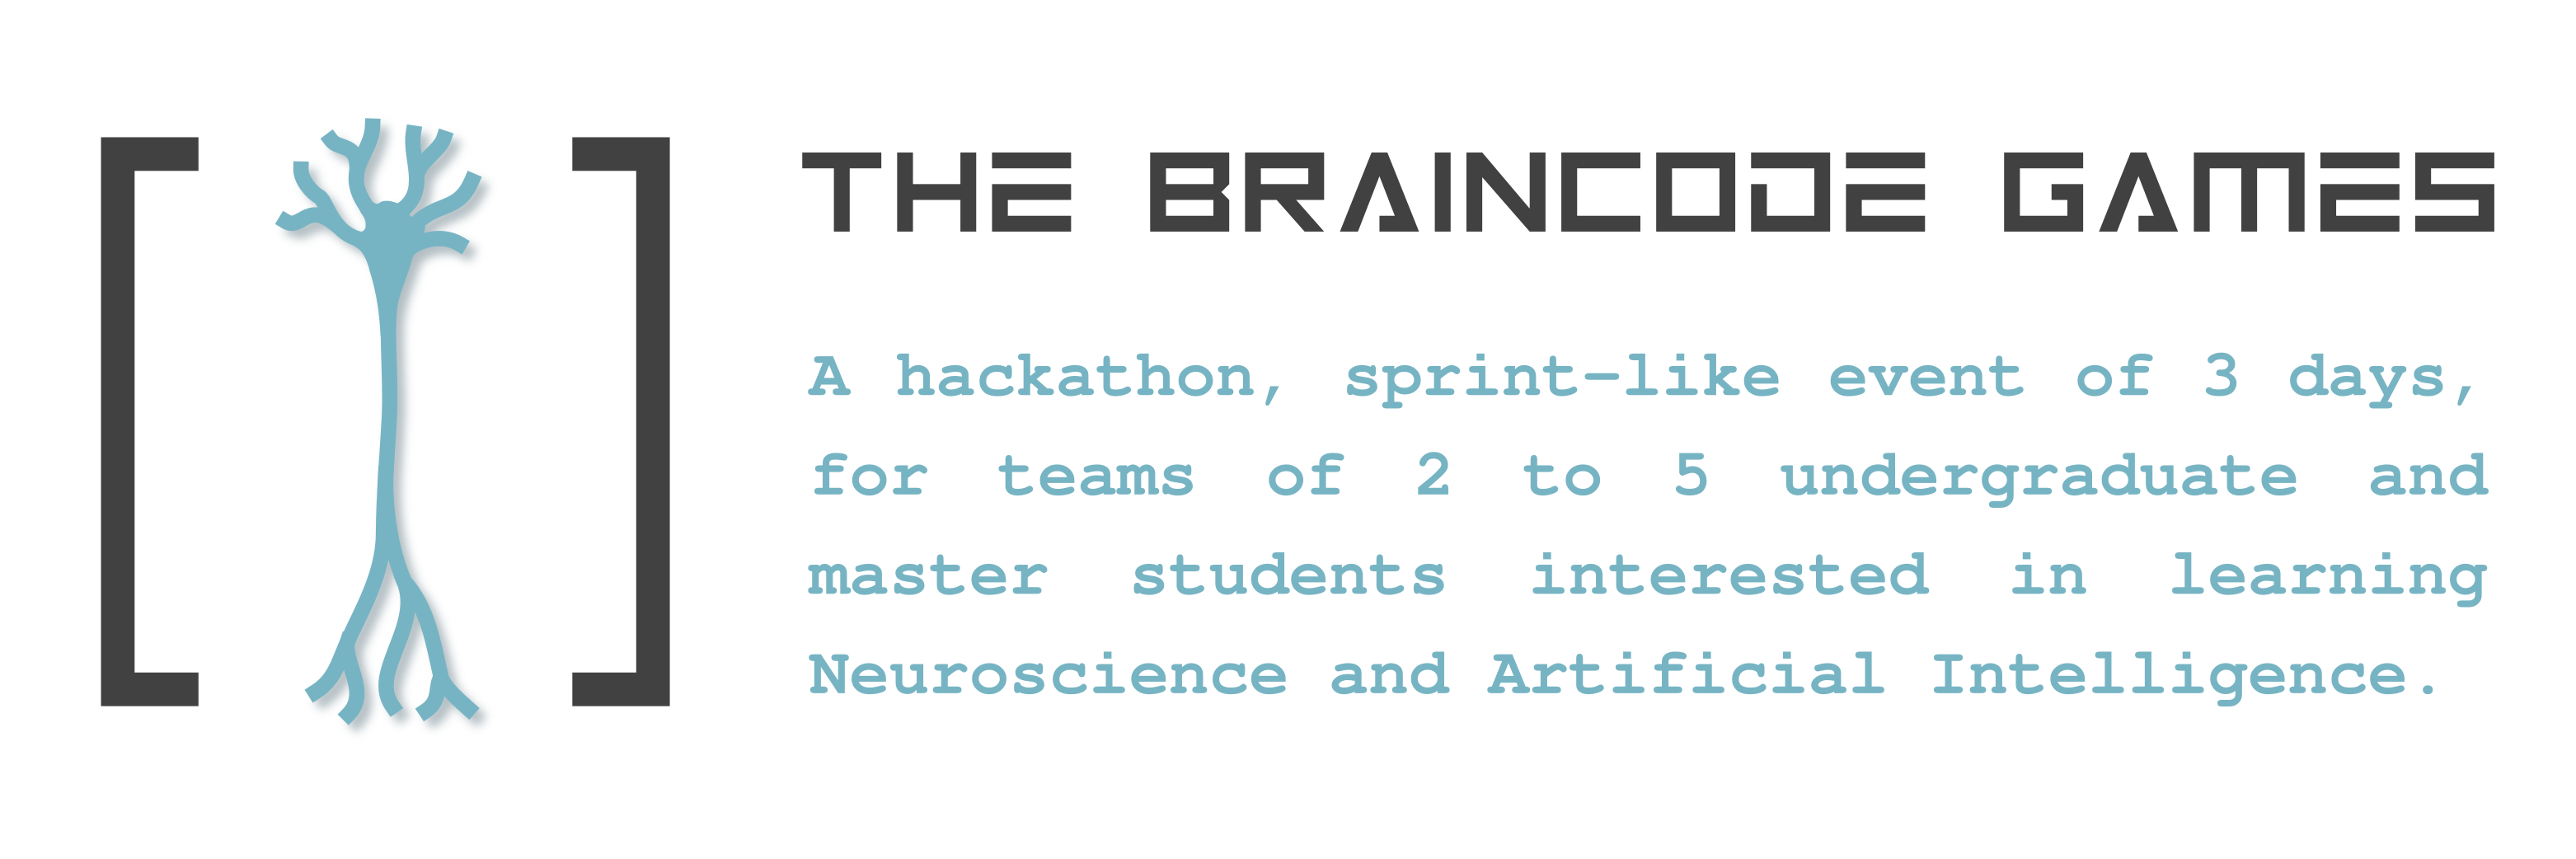 THE BRAINCODE GAMES
A hackathon, sprint-like event of 3 days,
for teams of 2 to 5 undergraduate and
master students interested in learning
Neuroscience and Artificial Intelligence.